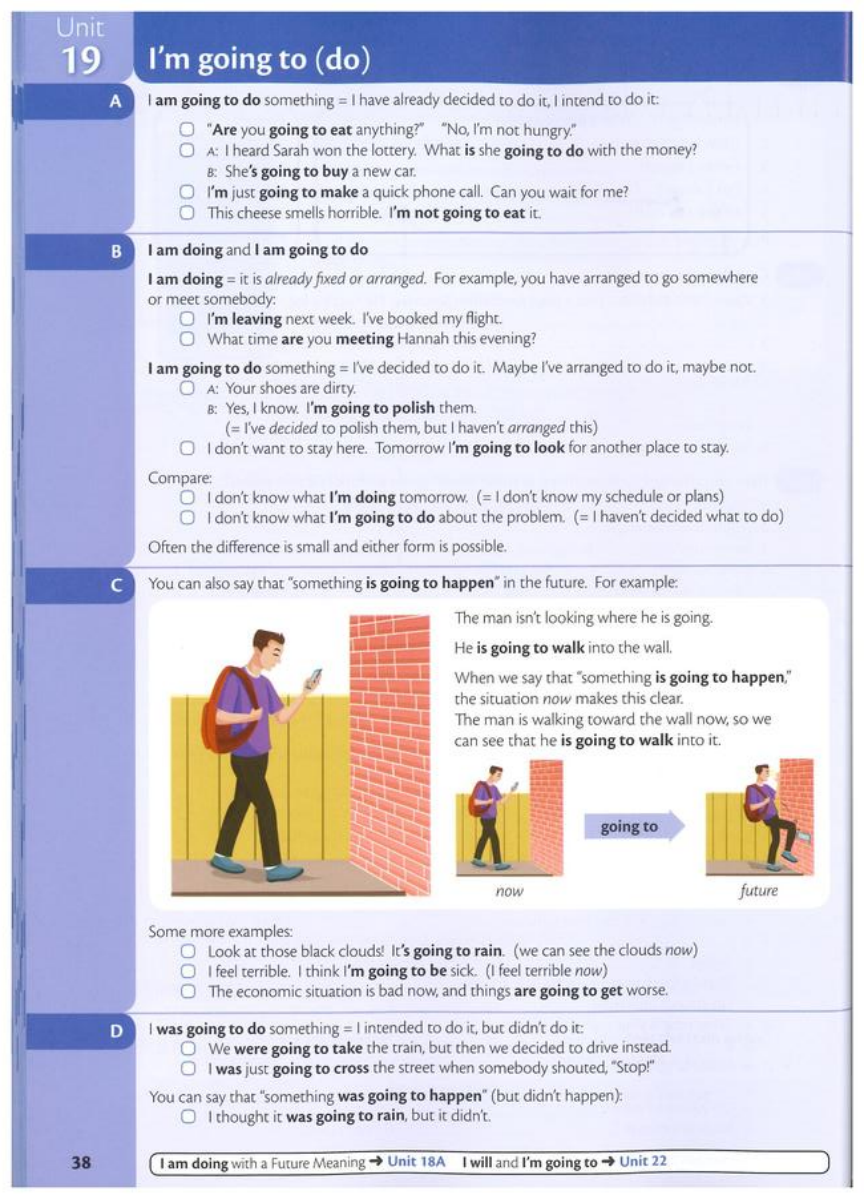 Unit
19
I'm going to (do)
A
I am going to do something = I have already decided to do it, I intend to do it:
"Are you going to eat anything?" "No, I'm not hungry."
A: I heard Sarah won the lottery. What is she going to do with the money?
B: She's going to buy a new car.
I'm just going to make a quick phone call. Can you wait for me?
This cheese smells horrible. I'm not going to eat it.
B
I am doing and I am going to do
I am doing = it is already fixed or arranged. For example, you have arranged to go somewhere
or meet somebody:
I'm leaving next week. I've booked my flight.
What time are you meeting Hannah this evening?
I am going to do something = I've decided to do it. Maybe I've arranged to do it, maybe not.
A: Your shoes are dirty.
B: Yes, I know. I'm going to polish them.
(= I've decided to polish them, but I haven't arranged this)
I don't want to stay here. Tomorrow I'm going to look for another place to stay.
Compare:
I don't know what I'm doing tomorrow. (= I don't know my schedule or plans)
I don't know what I'm going to do about the problem. (= I haven't decided what to do)
Often the difference is small and either form is possible.
C
You can also say that "something is going to happen" in the future. For example:
The man isn't looking where he is going.
He is going to walk into the wall.
When we say that "something is going to happen,"
the situation now makes this clear.
The man is walking toward the wall now, so we
can see that he is going to walk into it.
going to
now
future
Some more examples:
Look at those black clouds! It's going to rain. (we can see the clouds now)
I feel terrible. I think I'm going to be sick. (I feel terrible now)
The economic situation is bad now, and things are going to get worse.
D
I was going to do something = I intended to do it, but didn't do it:
We were going to take the train, but then we decided to drive instead.
I was just going to cross the street when somebody shouted, "Stop!"
You can say that "something was going to happen" (but didn't happen):
I thought it was going to rain, but it didn't.
38
I am doing with a Future Meaning ➔ Unit 18A I will and I'm going to ➔ Unit 22